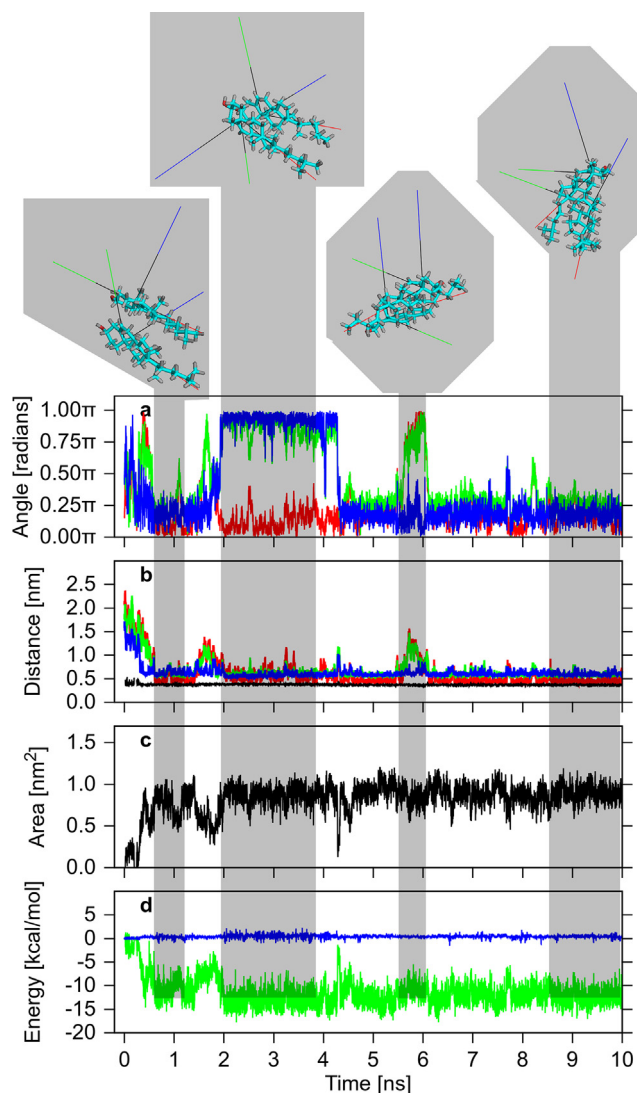 a
1.00π
0.75π
0.50π
0.25π
0.00π
Angle [radians]
b
2.5
2.0
1.5
1.0
0.5
0.0
Distance [nm]
c
1.5
1.0
0.5
0.0
Area [nm²]
d
5
0
-5
-10
-15
-20
Energy [kcal/mol]
0 1 2 3 4 5 6 7 8 9 10
Time [ns]